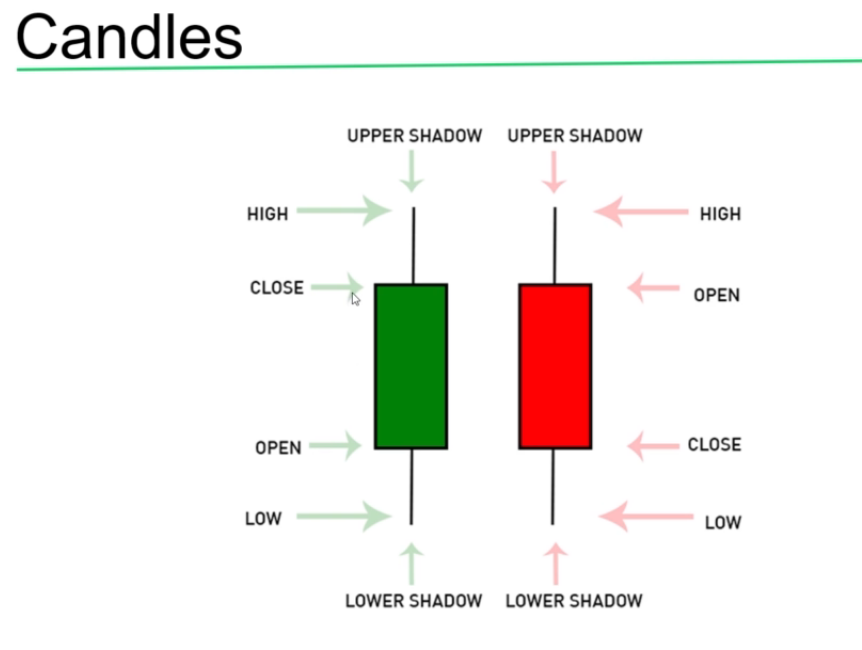 Candles
UPPER SHADOW UPPER SHADOW
HIGH HIGH
CLOSE OPEN
OPEN CLOSE
LOW LOW
LOWER SHADOW LOWER SHADOW